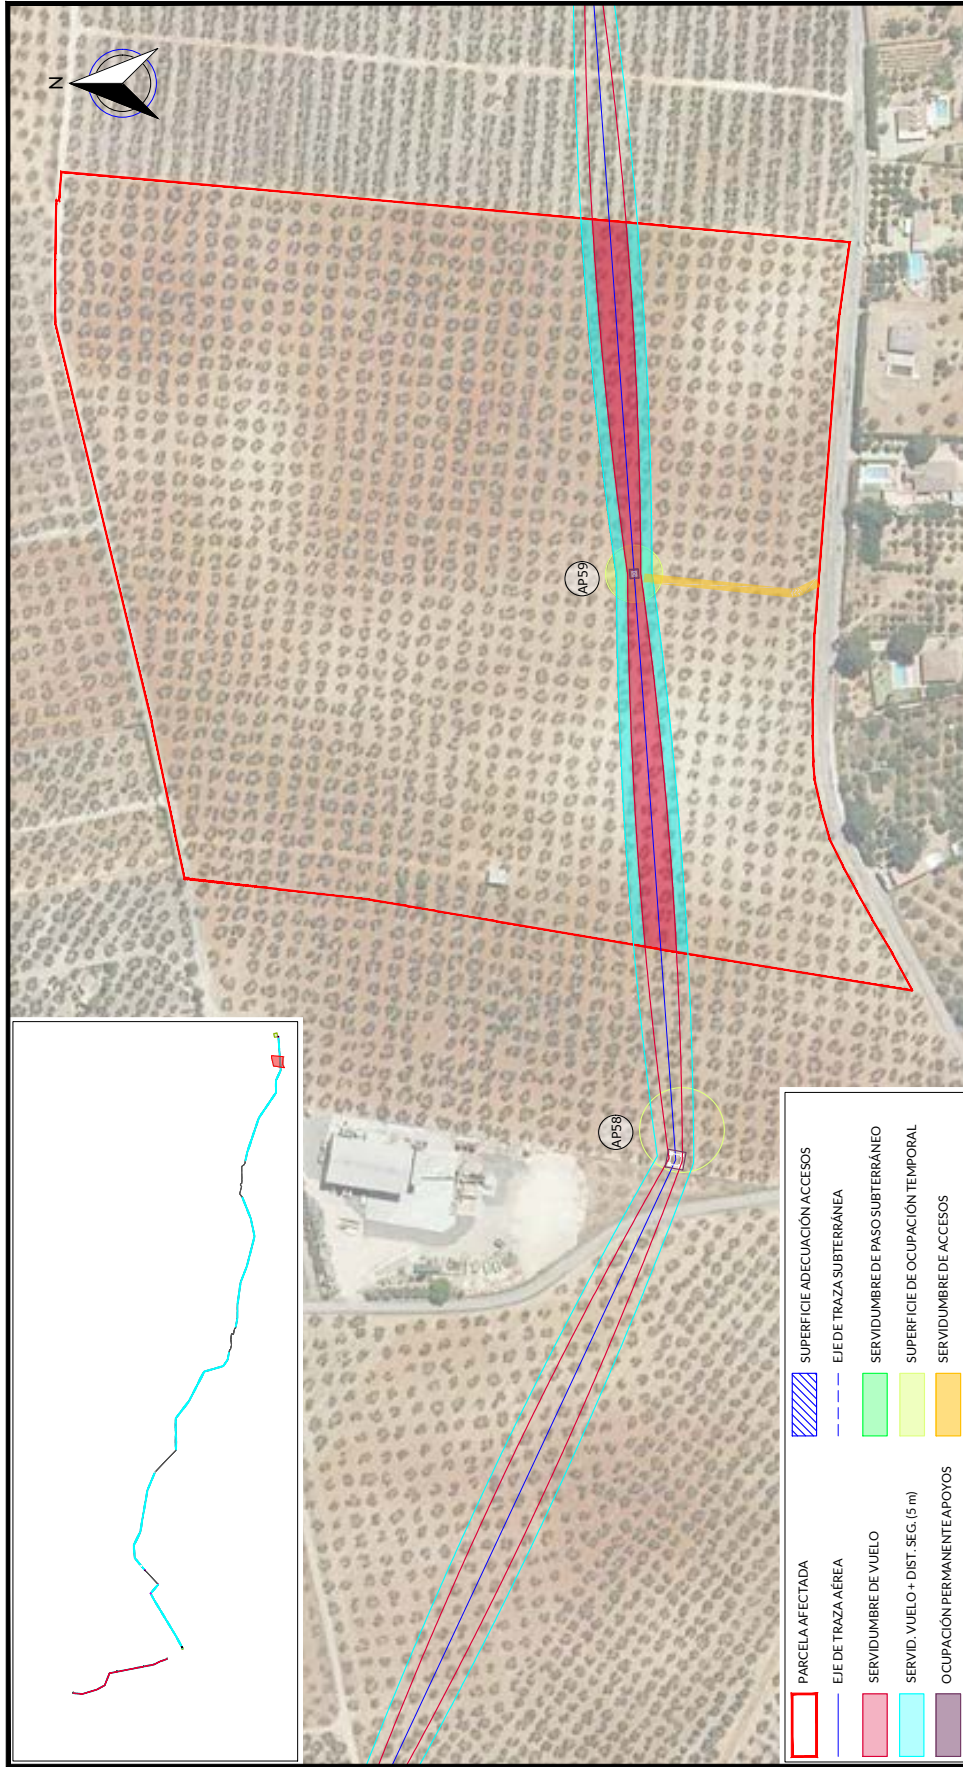 N
AP59
AP58
PARCELA AFECTADA
EJE DE TRAZA AÉREA
SERVIDUMBRE DE VUELO
SERVID. VUELO + DIST. SEG. (5 m)
OCUPACIÓN PERMANENTE APOYOS
SUPERFICIE ADECUACIÓN ACCESOS
EJE DE TRAZA SUBTERRÁNEA
SERVIDUMBRE DE PASO SUBTERRÁNEO
SUPERFICIE DE OCUPACIÓN TEMPORAL
SERVIDUMBRE DE ACCESOS